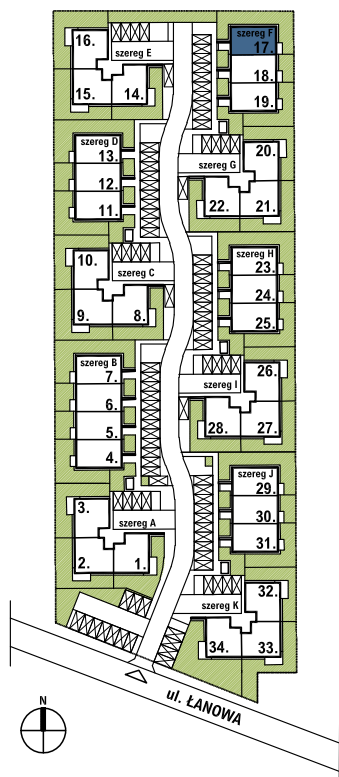 16.
szereg E
15.
14.
szereg F
17.
18.
19.
szereg D
13.
12.
11.
20.
szereg G
22.
21.
10.
szereg C
9.
8.
szereg H
23.
24.
25.
szereg B
7.
6.
5.
4.
26.
szereg I
28.
27.
3.
szereg A
2.
1.
szereg J
29.
30.
31.
32.
szereg K
34.
33.
ul. ŁANOWA
N